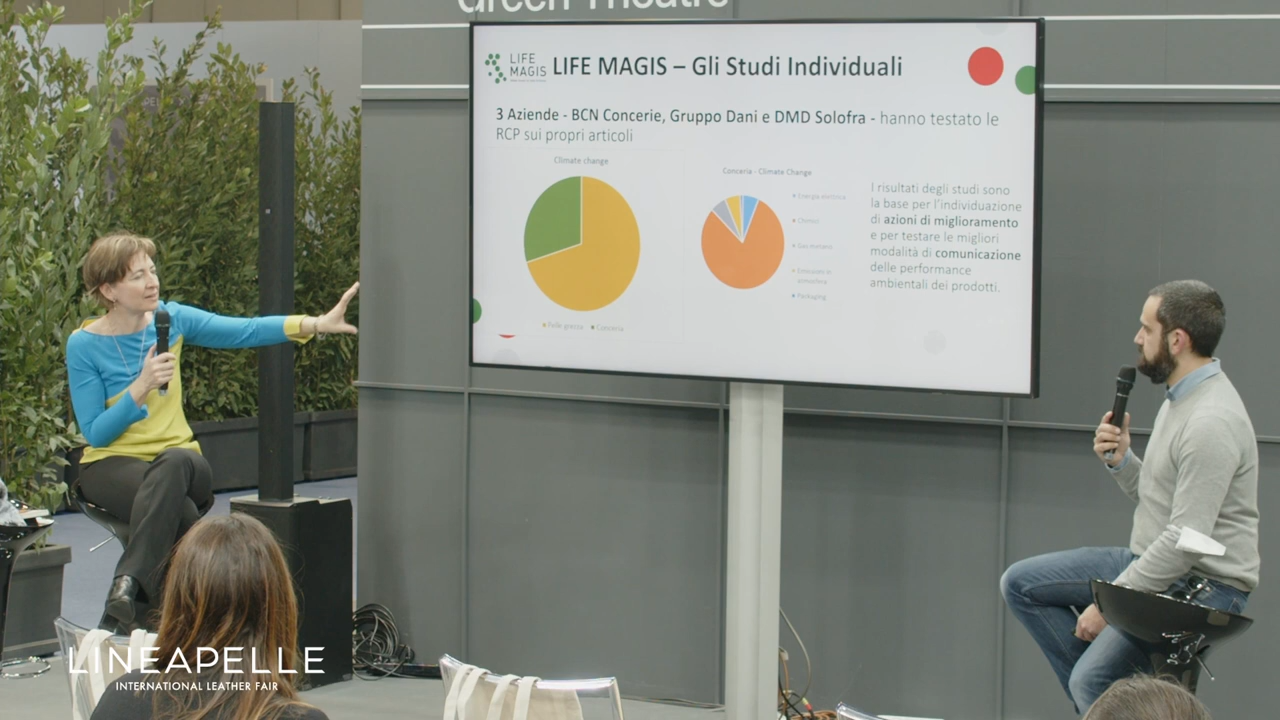 Green Theatre
LIFE
MAGIS
LIFE MAGIS – Gli Studi Individuali
3 Aziende - BCN Concerie, Gruppo Dani e DMD Solofra - hanno testato le
RCP sui propri articoli
Climate change
Pelle grezza
Conceria
Conceria - Climate Change
Energia elettrica
Chimici
Gas metano
Emissioni in
atmosfera
Packaging
I risultati degli studi sono
la base per l'individuazione
di azioni di miglioramento
e per testare le migliori
modalità di comunicazione
delle performance
ambientali dei prodotti.
LINEAPELLE
INTERNATIONAL LEATHER FAIR